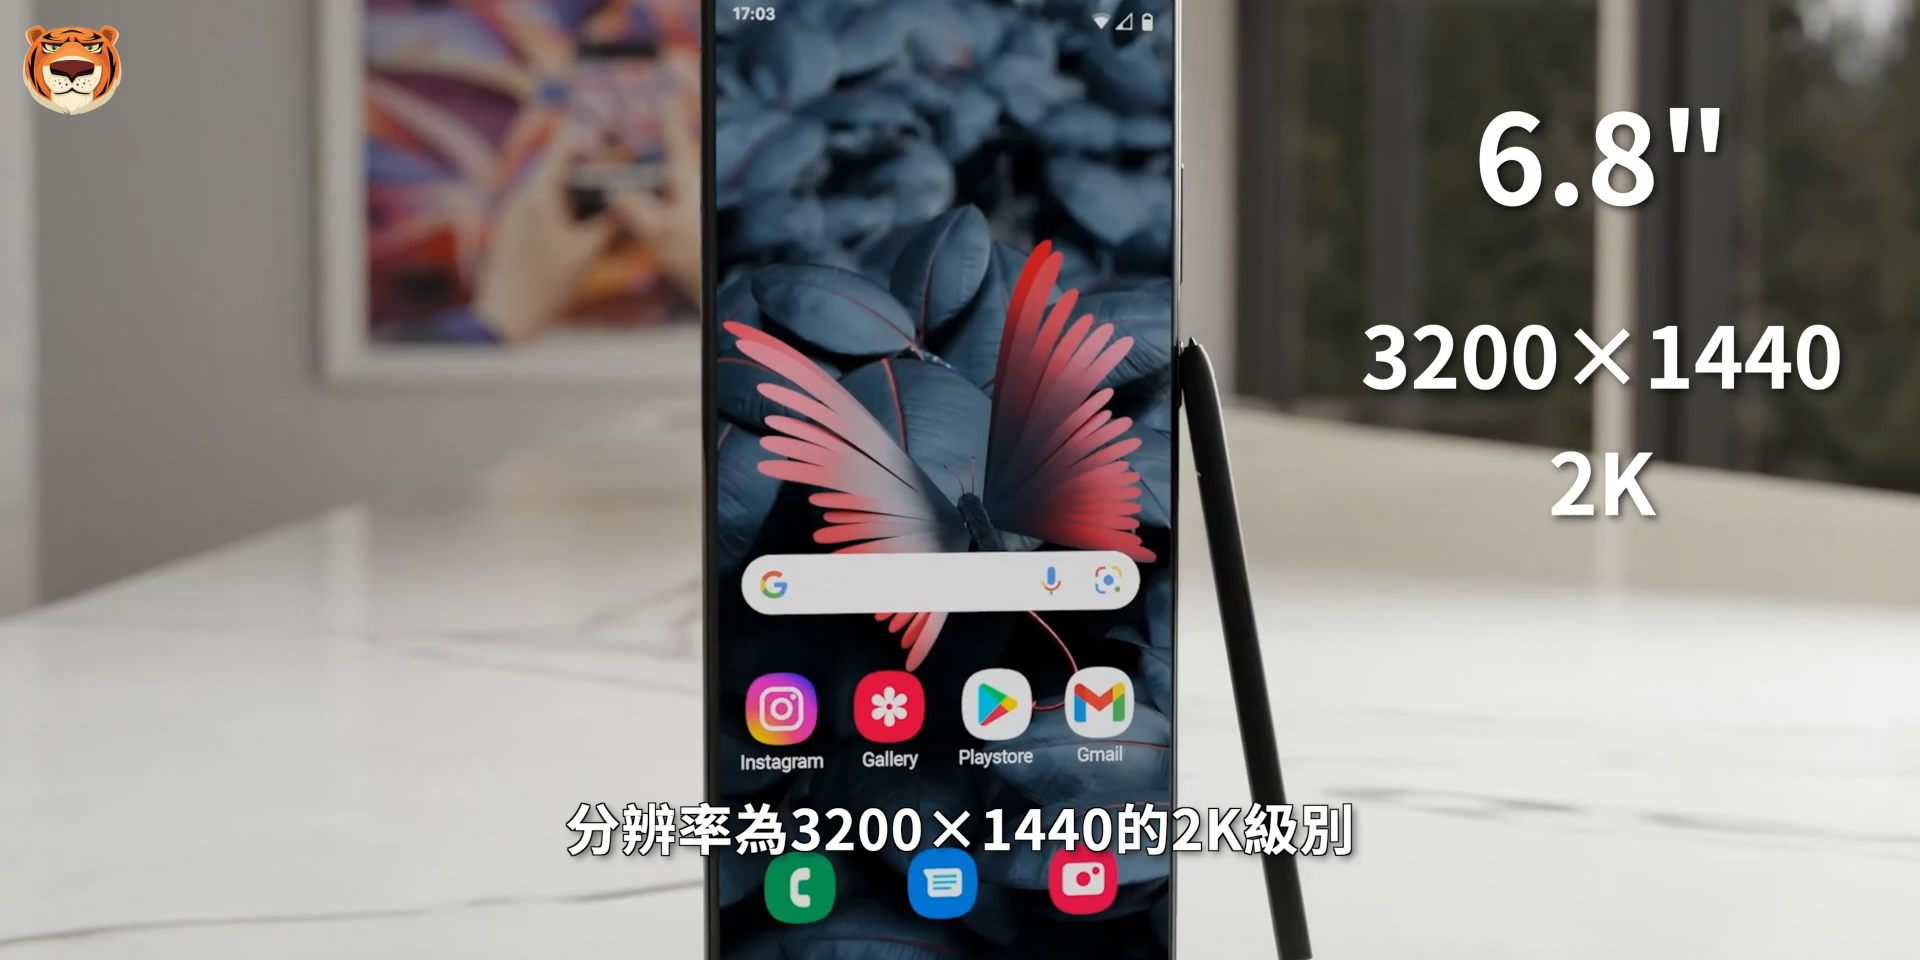 17:03
6.8"
3200×1440
2K
Instagram
Gallery
Playstore
Gmail
分辨率為3200×1440的2K級別